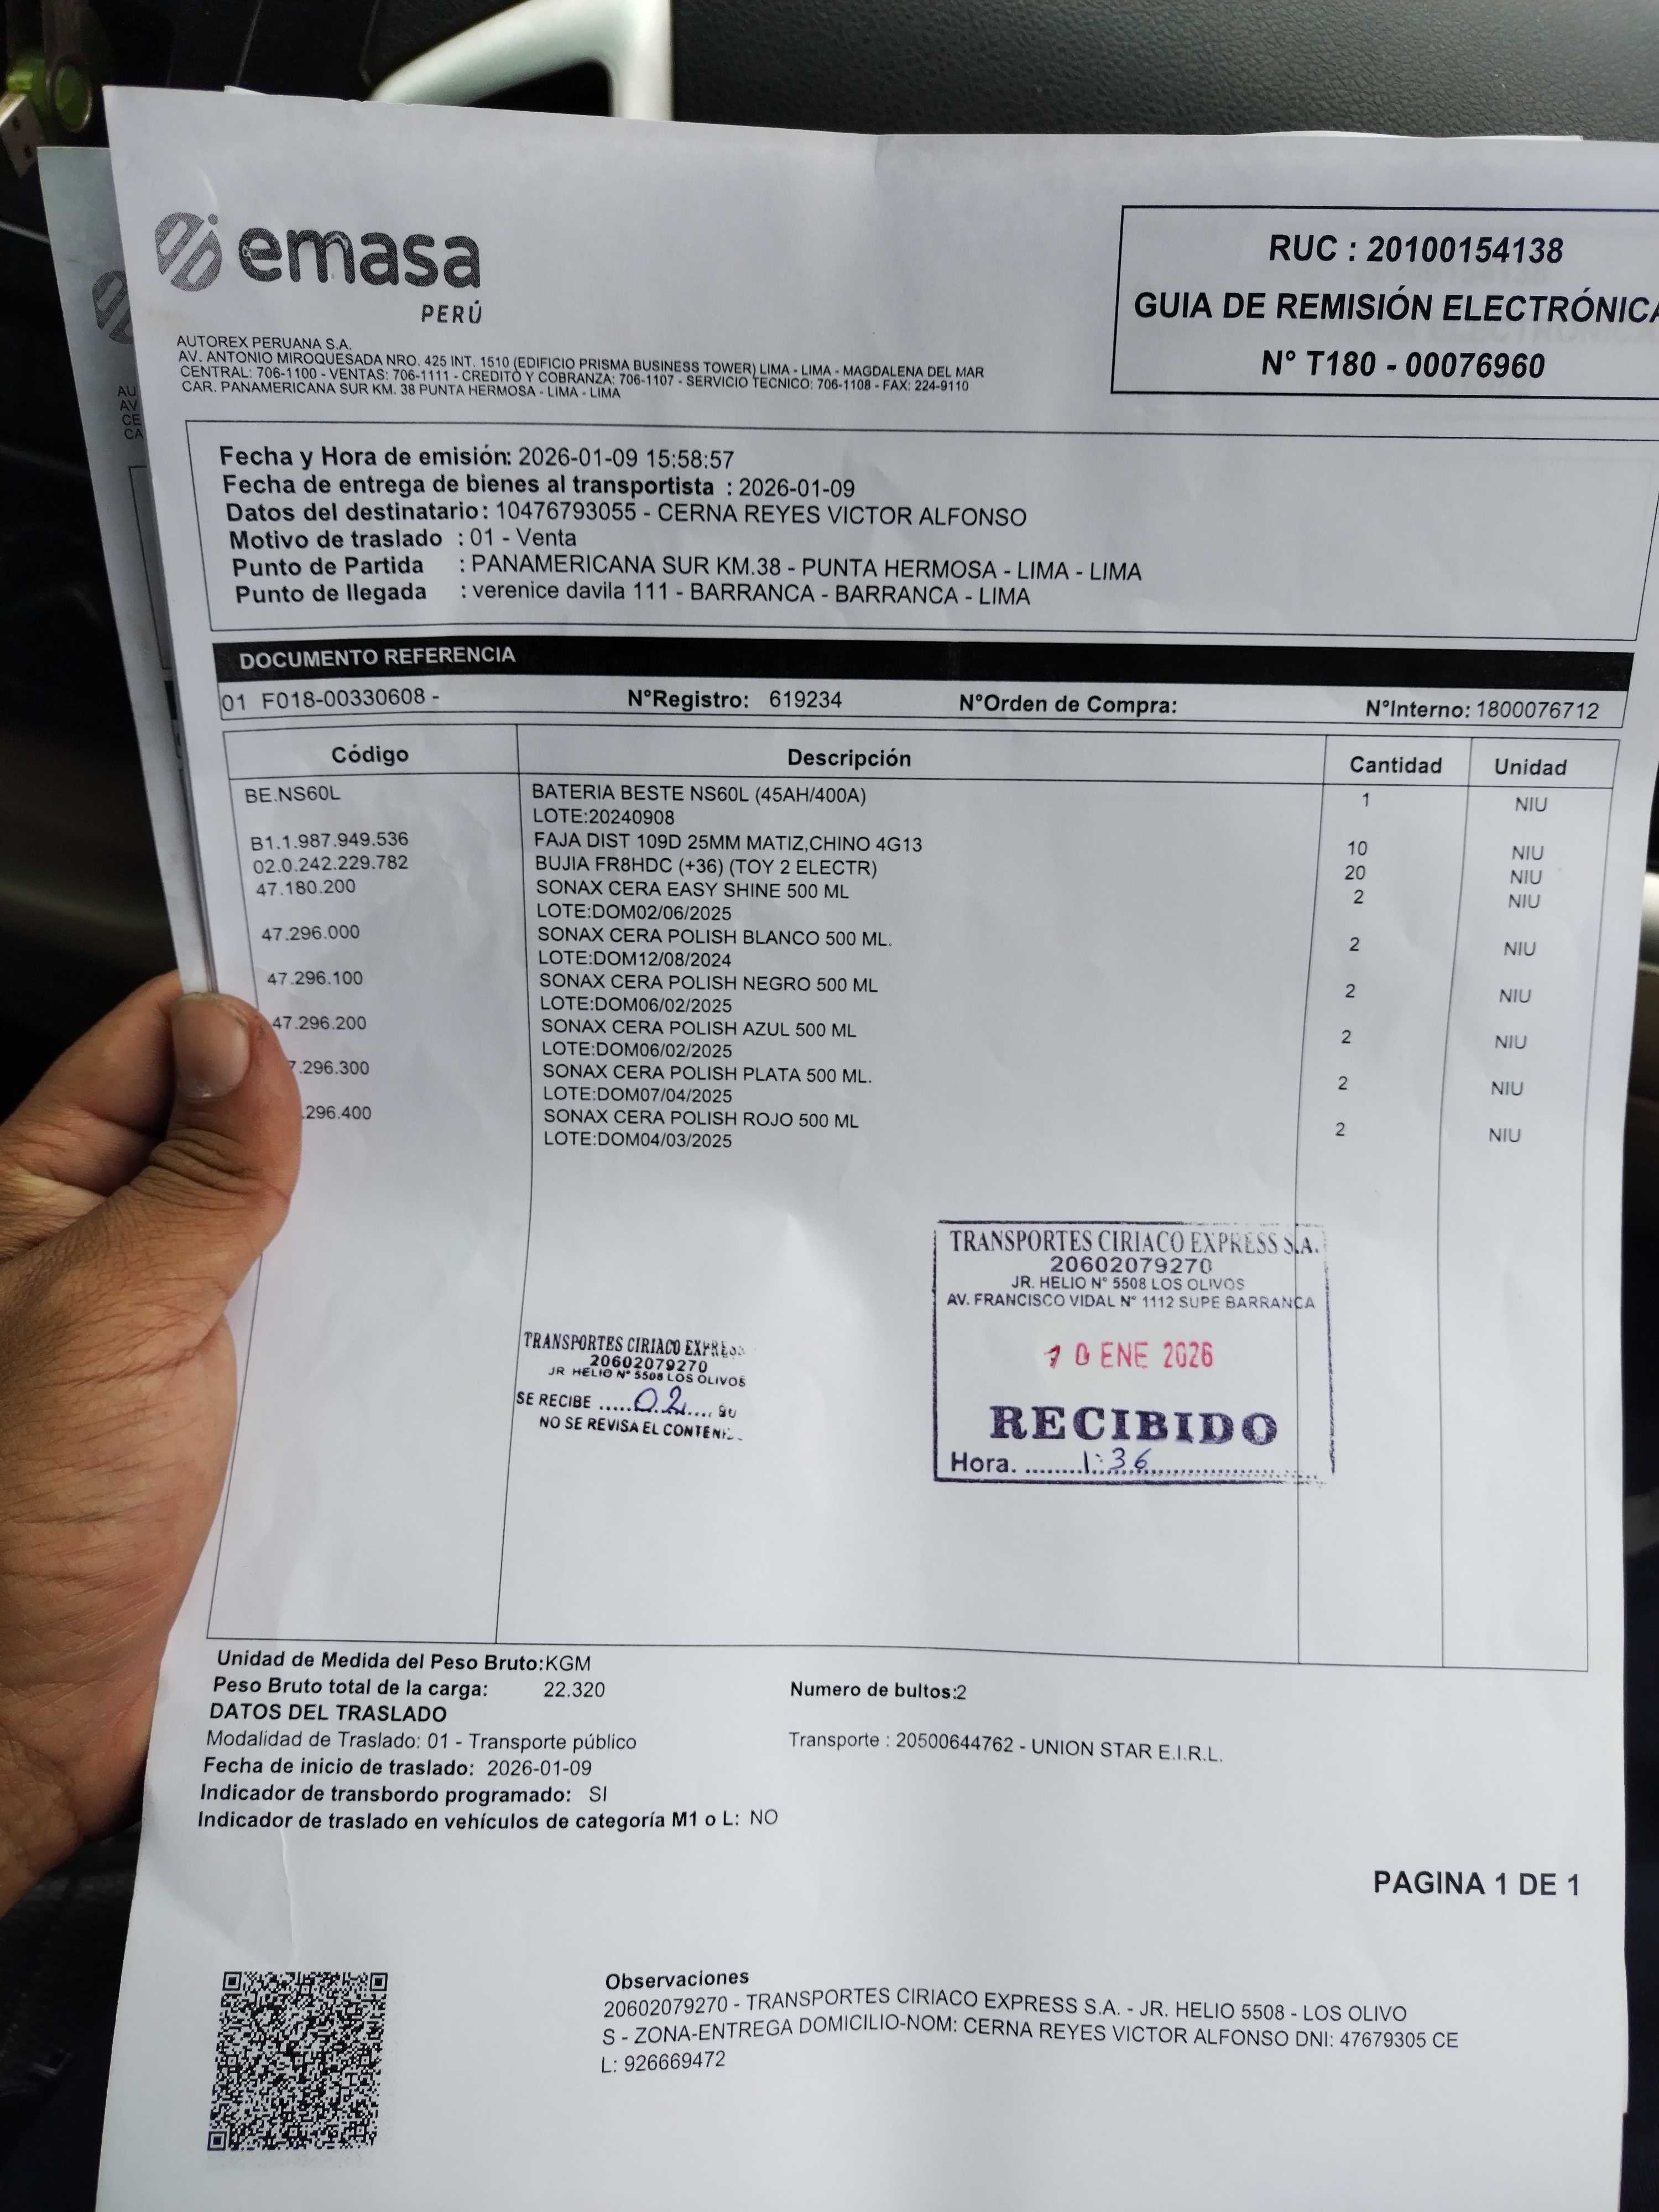 emasa
PERÚ
RUC : 20100154138
GUIA DE REMISIÓN ELECTRÓNICA
N° T180 - 00076960
AUTOREX PERUANA S.A.
AV. ANTONIO MIROQUESADA NRO. 425 INT. 1510 (EDIFICIO PRISMA BUSINESS TOWER) LIMA - LIMA - MAGDALENA DEL MAR
CENTRAL: 706-1100 - VENTAS: 706-1111 - CREDITO Y COBRANZA: 706-1107 - SERVICIO TECNICO: 706-1108 - FAX: 224-9110
CAR. PANAMERICANA SUR KM. 38 PUNTA HERMOSA - LIMA - LIMA
AU
AV
CE
CA
Fecha y Hora de emisión: 2026-01-09 15:58:57
Fecha de entrega de bienes al transportista : 2026-01-09
Datos del destinatario: 10476793055 - CERNA REYES VICTOR ALFONSO
Motivo de traslado : 01 - Venta
Punto de Partida : PANAMERICANA SUR KM.38 - PUNTA HERMOSA - LIMA - LIMA
Punto de llegada : verenice davila 111 - BARRANCA - BARRANCA - LIMA
DOCUMENTO REFERENCIA
01 F018-00330608 - N°Registro: 619234 N°Orden de Compra: N°Interno: 1800076712
Código Descripción Cantidad Unidad
BE.NS60L BATERIA BESTE NS60L (45AH/400A) 1 NIU
LOTE:20240908
B1.1.987.949.536 FAJA DIST 109D 25MM MATIZ,CHINO 4G13 10 NIU
02.0.242.229.782 BUJIA FR8HDC (+36) (TOY 2 ELECTR) 20 NIU
47.180.200 SONAX CERA EASY SHINE 500 ML 2 NIU
LOTE:DOM02/06/2025
47.296.000 SONAX CERA POLISH BLANCO 500 ML. 2 NIU
LOTE:DOM12/08/2024
47.296.100 SONAX CERA POLISH NEGRO 500 ML 2 NIU
LOTE:DOM06/02/2025
47.296.200 SONAX CERA POLISH AZUL 500 ML 2 NIU
LOTE:DOM06/02/2025
7.296.300 SONAX CERA POLISH PLATA 500 ML. 2 NIU
LOTE:DOM07/04/2025
.296.400 SONAX CERA POLISH ROJO 500 ML 2 NIU
LOTE:DOM04/03/2025
TRANSPORTES CIRIACO EXPRESS S.A.
20602079270
JR. HELIO N° 5508 LOS OLIVOS
AV. FRANCISCO VIDAL N° 1112 SUPE BARRANCA
10 ENE 2026
RECIBIDO
Hora. 1:36
TRANSPORTES CIRIACO EXPRESS
20602079270
JR HELIO N° 5508 LOS OLIVOS
SE RECIBE 02
NO SE REVISA EL CONTEN
Unidad de Medida del Peso Bruto:KGM
Peso Bruto total de la carga: 22.320 Numero de bultos:2
DATOS DEL TRASLADO
Modalidad de Traslado: 01 - Transporte público Transporte : 20500644762 - UNION STAR E.I.R.L.
Fecha de inicio de traslado: 2026-01-09
Indicador de transbordo programado: SI
Indicador de traslado en vehículos de categoría M1 o L: NO
PAGINA 1 DE 1
Observaciones
20602079270 - TRANSPORTES CIRIACO EXPRESS S.A. - JR. HELIO 5508 - LOS OLIVO
S - ZONA-ENTREGA DOMICILIO-NOM: CERNA REYES VICTOR ALFONSO DNI: 47679305 CE
L: 926669472